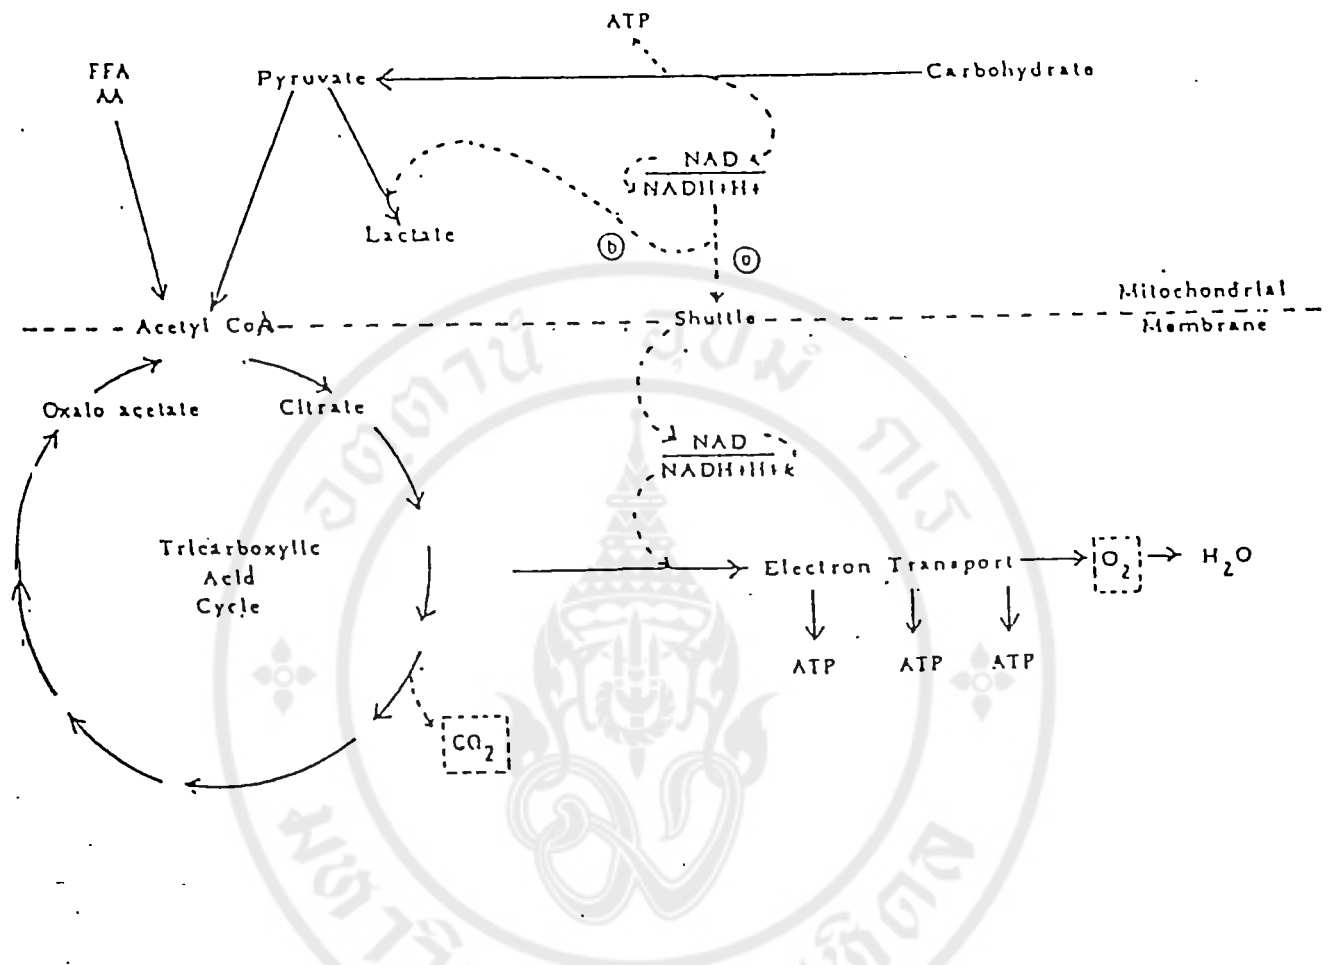 ATP
FFA
AA
Pyruvate
Carbohydrate
NAD
NADH+H+
Lactate
b
a
Mitochondrial
Membrane
Acetyl CoA
Shuttle
Oxalo acetate
Citrate
NAD
NADH+H+
Tricarboxylic
Acid
Cycle
Electron Transport
O₂
H₂O
ATP
ATP
ATP
CO₂